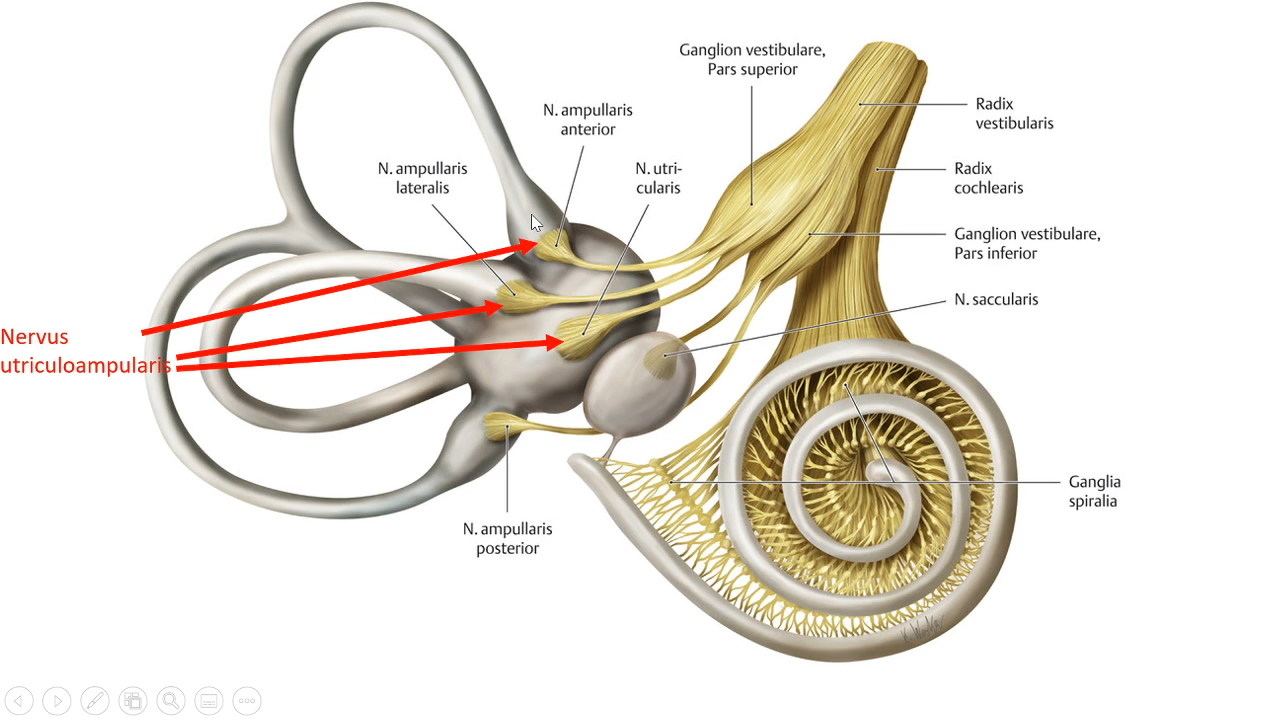 Ganglion vestibulare,
Pars superior
N. ampullaris
anterior
Radix
vestibularis
N. ampullaris
lateralis
N. utri-
cularis
Radix
cochlearis
Ganglion vestibulare,
Pars inferior
N. saccularis
Nervus
utriculoampularis
Ganglia
spiralia
N. ampullaris
posterior